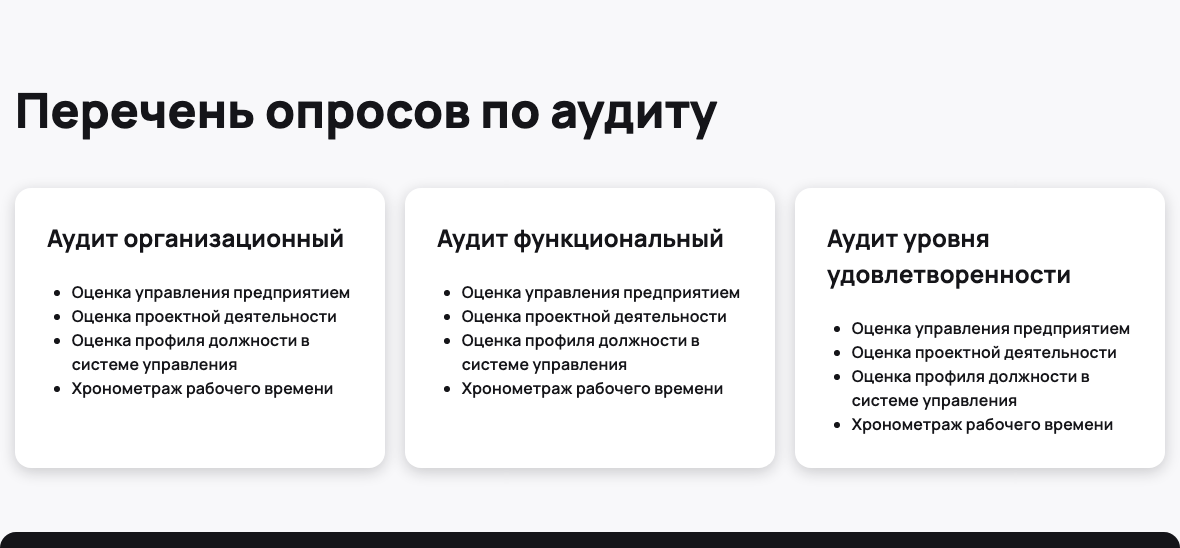 Перечень опросов по аудиту
Аудит организационный
Оценка управления предприятием
Оценка проектной деятельности
Оценка профиля должности в
системе управления
Хронометраж рабочего времени
Аудит функциональный
Оценка управления предприятием
Оценка проектной деятельности
Оценка профиля должности в
системе управления
Хронометраж рабочего времени
Аудит уровня
удовлетворенности
Оценка управления предприятием
Оценка проектной деятельности
Оценка профиля должности в
системе управления
Хронометраж рабочего времени